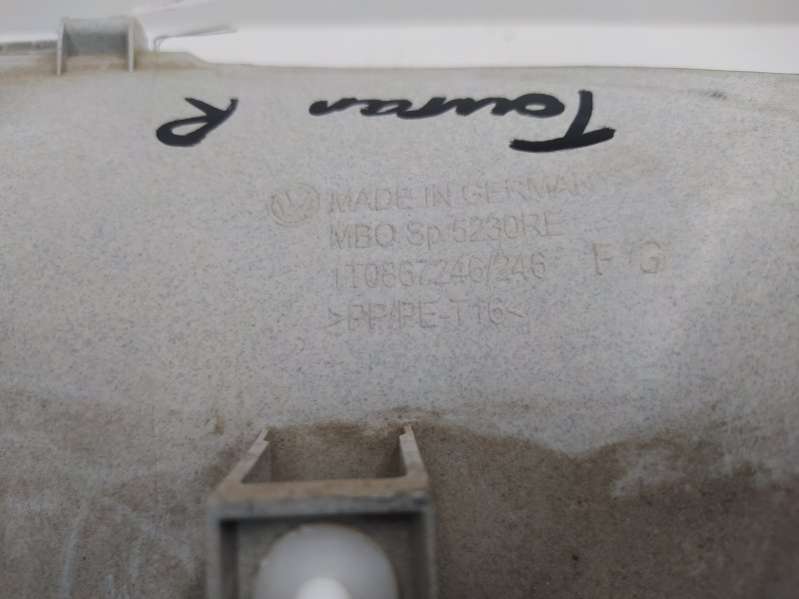 Touran R
MADE IN GERMANY
MBO Sp 5230RE
1T0867246/246 F G
>PP/PE-T16<